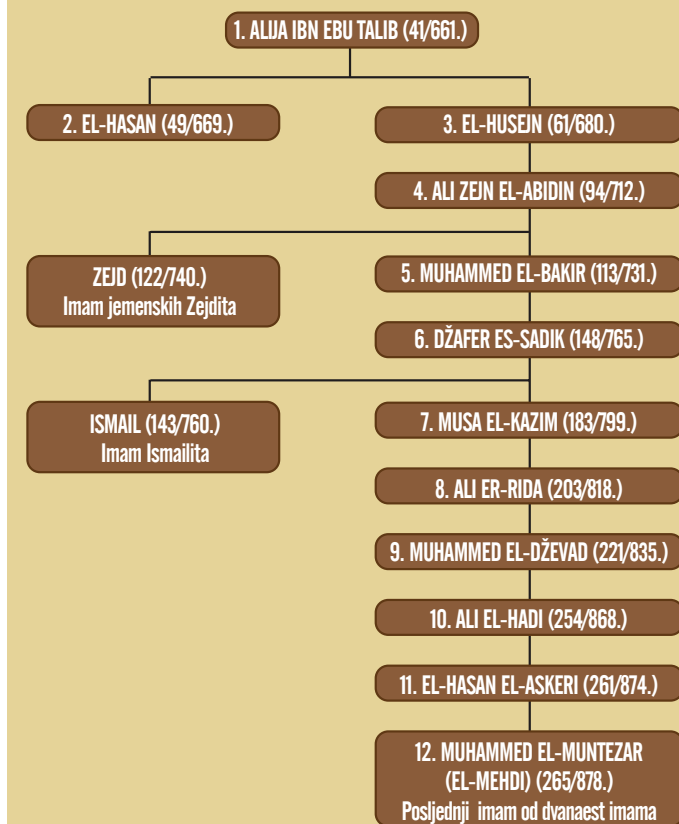 1. ALIJA IBN EBU TALIB (41/661.)
2. EL-HASAN (49/669.)
3. EL-HUSEJN (61/680.)
4. ALI ZEJN EL-ABIDIN (94/712.)
ZEJD (122/740.)
Imam jemenskih Zejdita
5. MUHAMMED EL-BAKIR (113/731.)
6. DŽAFER ES-SADIK (148/765.)
ISMAIL (143/760.)
Imam Ismailita
7. MUSA EL-KAZIM (183/799.)
8. ALI ER-RIDA (203/818.)
9. MUHAMMED EL-DŽEVAD (221/835.)
10. ALI EL-HADI (254/868.)
11. EL-HASAN EL-ASKERI (261/874.)
12. MUHAMMED EL-MUNTEZAR
(EL-MEHDI) (265/878.)
Posljednji imam od dvanaest imama